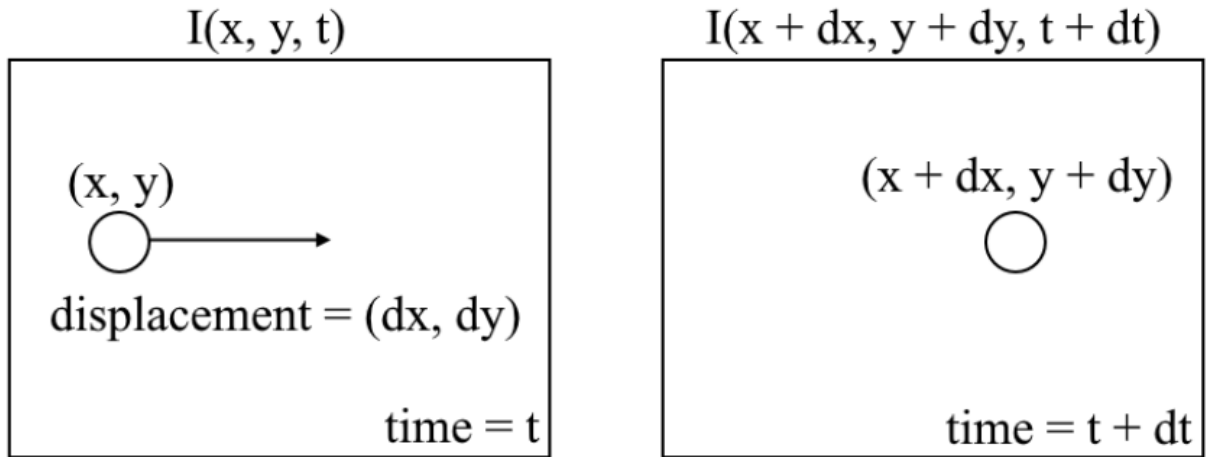 I(x, y, t)
(x, y)
displacement = (dx, dy)
time = t
I(x + dx, y + dy, t + dt)
(x + dx, y + dy)
time = t + dt